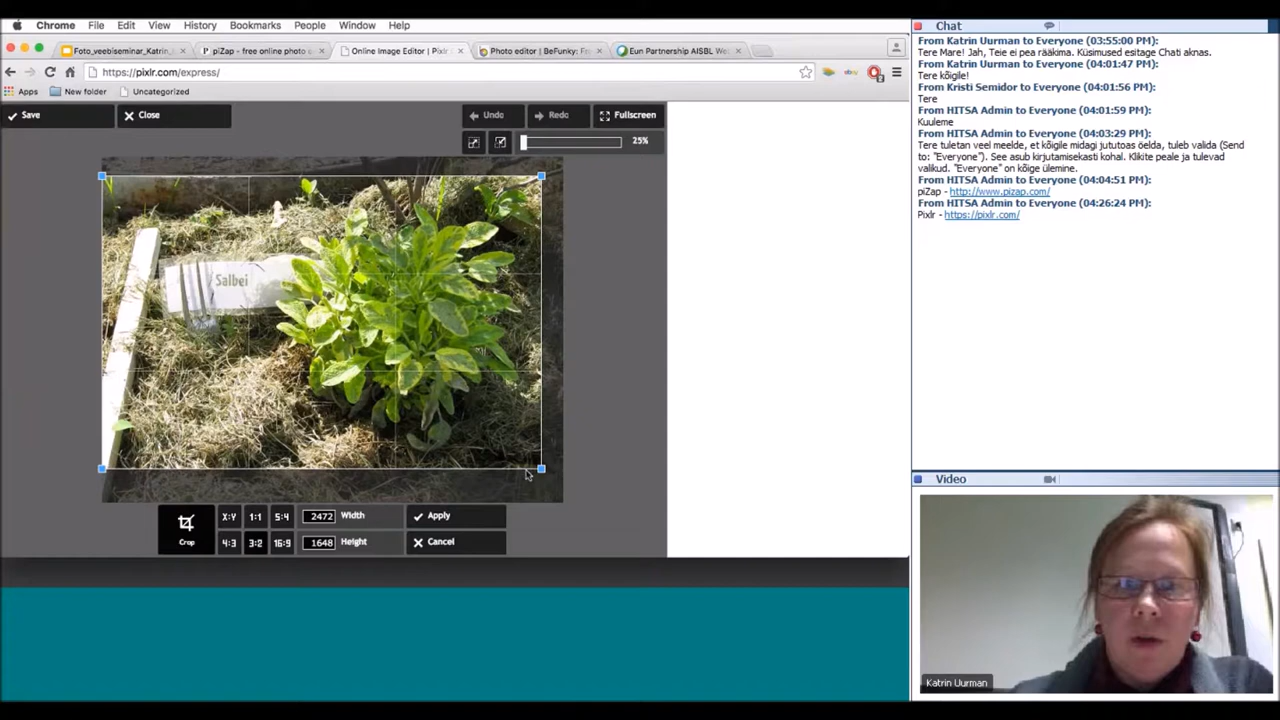 Chrome File Edit View History Bookmarks People Window Help
Foto_veebiseminar_Katrin_ piZap - free online photo e Online Image Editor | Pixlr Photo editor | BeFunky: Fr Eun Partnership AISBL We
https://pixlr.com/express/
Apps New folder Uncategorized
Save Close Undo Redo Fullscreen
25%
Salbei
Crop X:Y 1:1 5:4 2472 Width Apply
4:3 3:2 16:9 1648 Height Cancel
Chat
From Katrin Uurman to Everyone (03:55:00 PM):
Tere Mare! Jah, Teie ei pea rääkima. Küsimused esitage Chati aknas.
From Katrin Uurman to Everyone (04:01:47 PM):
Tere kõigile!
From Kristi Semidor to Everyone (04:01:56 PM):
Tere
From HITSA Admin to Everyone (04:01:59 PM):
Kuuleme
From HITSA Admin to Everyone (04:03:29 PM):
Tere tuletan veel meelde, et kõigile midagi jututoas öelda, tuleb valida (Send
to: "Everyone"). See asub kirjutamisekasti kohal. Klikite peale ja tulevad
valikud. "Everyone" on kõige ülemine.
From HITSA Admin to Everyone (04:04:51 PM):
piZap - http://www.pizap.com/
From HITSA Admin to Everyone (04:26:24 PM):
Pixlr - https://pixlr.com/
Video
Katrin Uurman